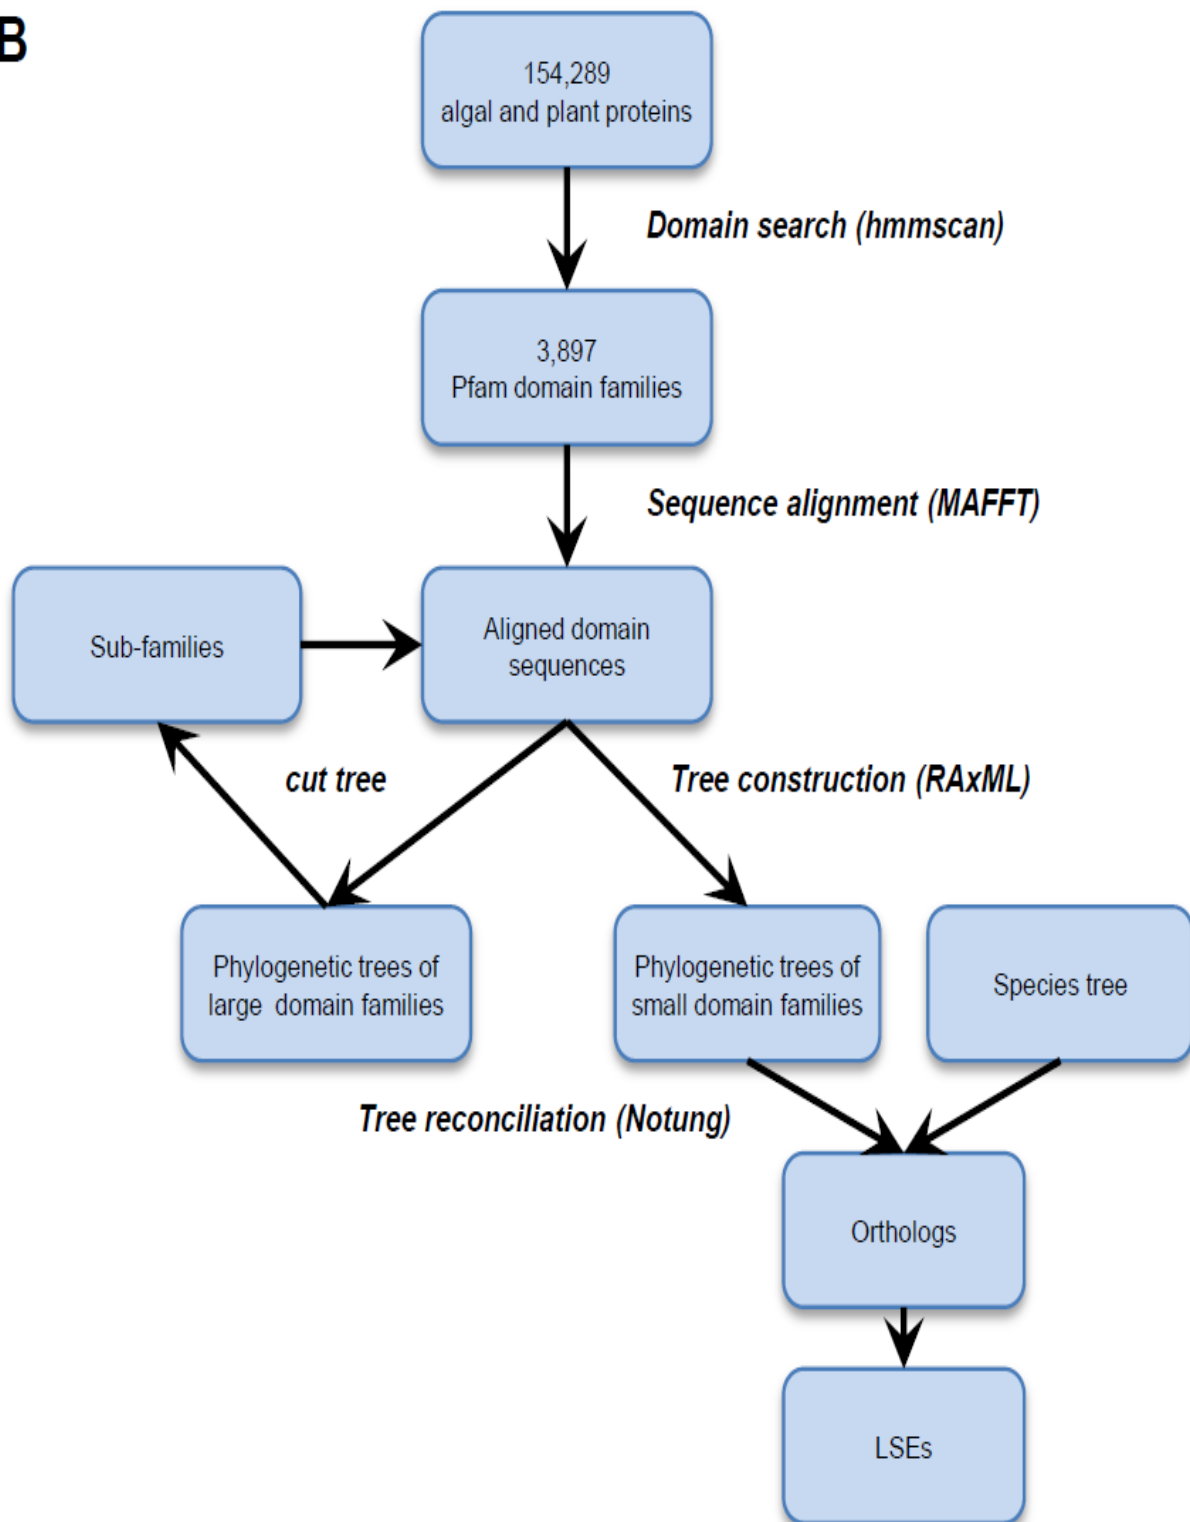 B
154,289
algal and plant proteins
Domain search (hmmscan)
3,897
Pfam domain families
Sequence alignment (MAFFT)
Sub-families
Aligned domain
sequences
cut tree
Tree construction (RAxML)
Phylogenetic trees of
large domain families
Phylogenetic trees of
small domain families
Species tree
Tree reconciliation (Notung)
Orthologs
LSEs